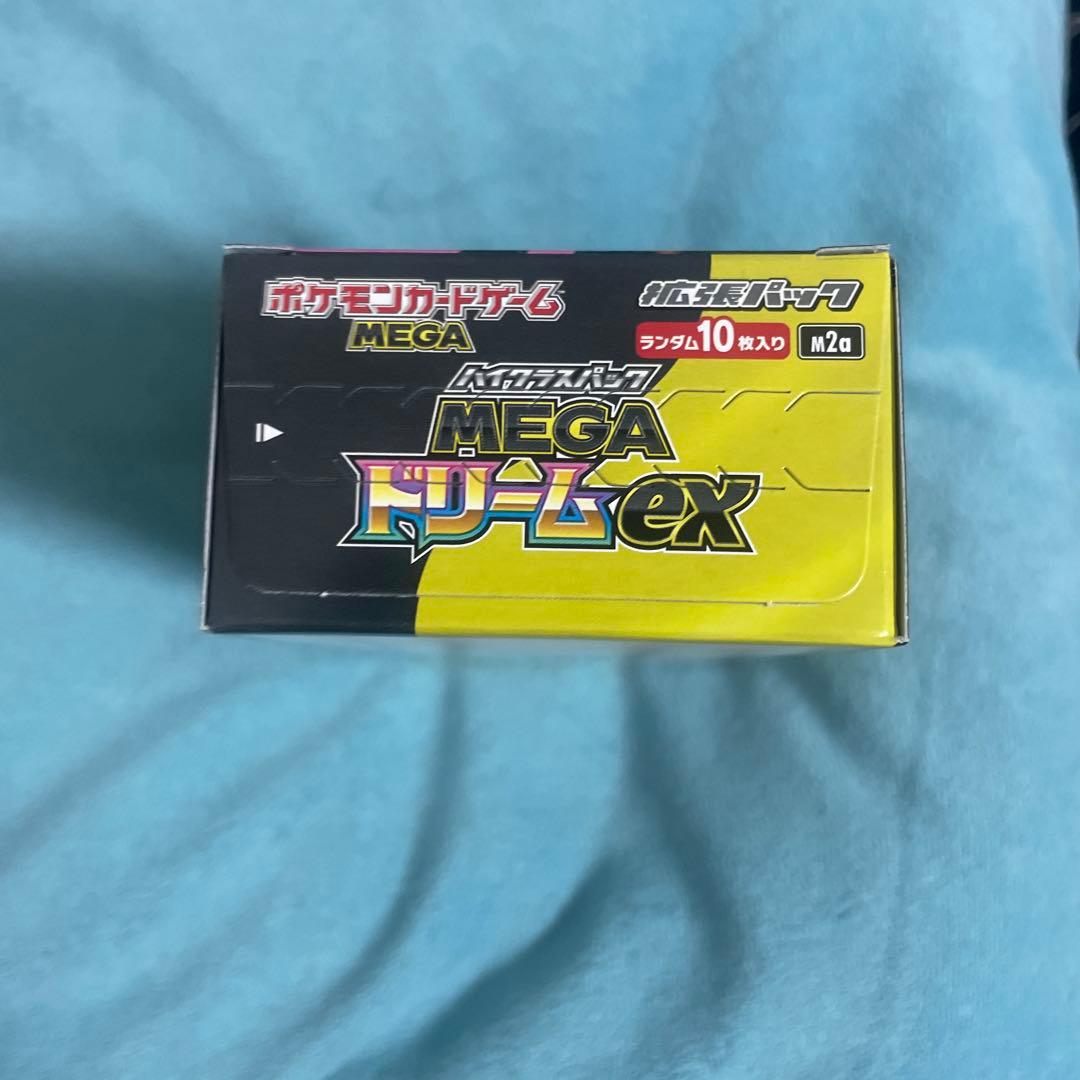 ポケモンカードゲーム
MEGA
拡張パック
ランダム10枚入り
M2a
ハイクラスパック
MEGA
ドリームex